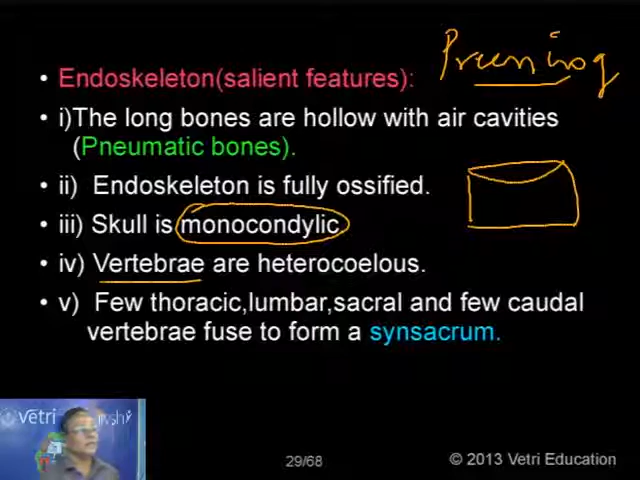 Preening
• Endoskeleton(salient features):
• i)The long bones are hollow with air cavities
(Pneumatic bones).
• ii) Endoskeleton is fully ossified.
• iii) Skull is monocondylic.
• iv) Vertebrae are heterocoelous.
• v) Few thoracic,lumbar,sacral and few caudal
vertebrae fuse to form a synsacrum.
vetri
29/68
© 2013 Vetri Education